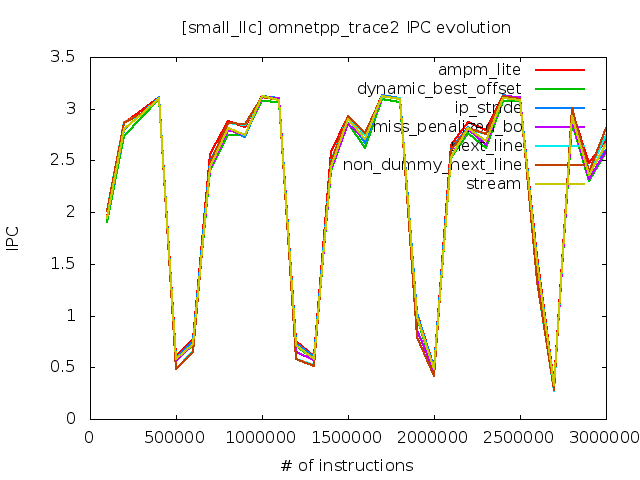 [small_llc] omnetpp_trace2 IPC evolution
3.5
3
2.5
2
1.5
1
0.5
0
IPC
ampm_lite
dynamic_best_offset
ip_stride
miss_penalizer_bo
next_line
non_dummy_next_line
stream
0
500000
1000000
1500000
2000000
2500000
3000000
# of instructions